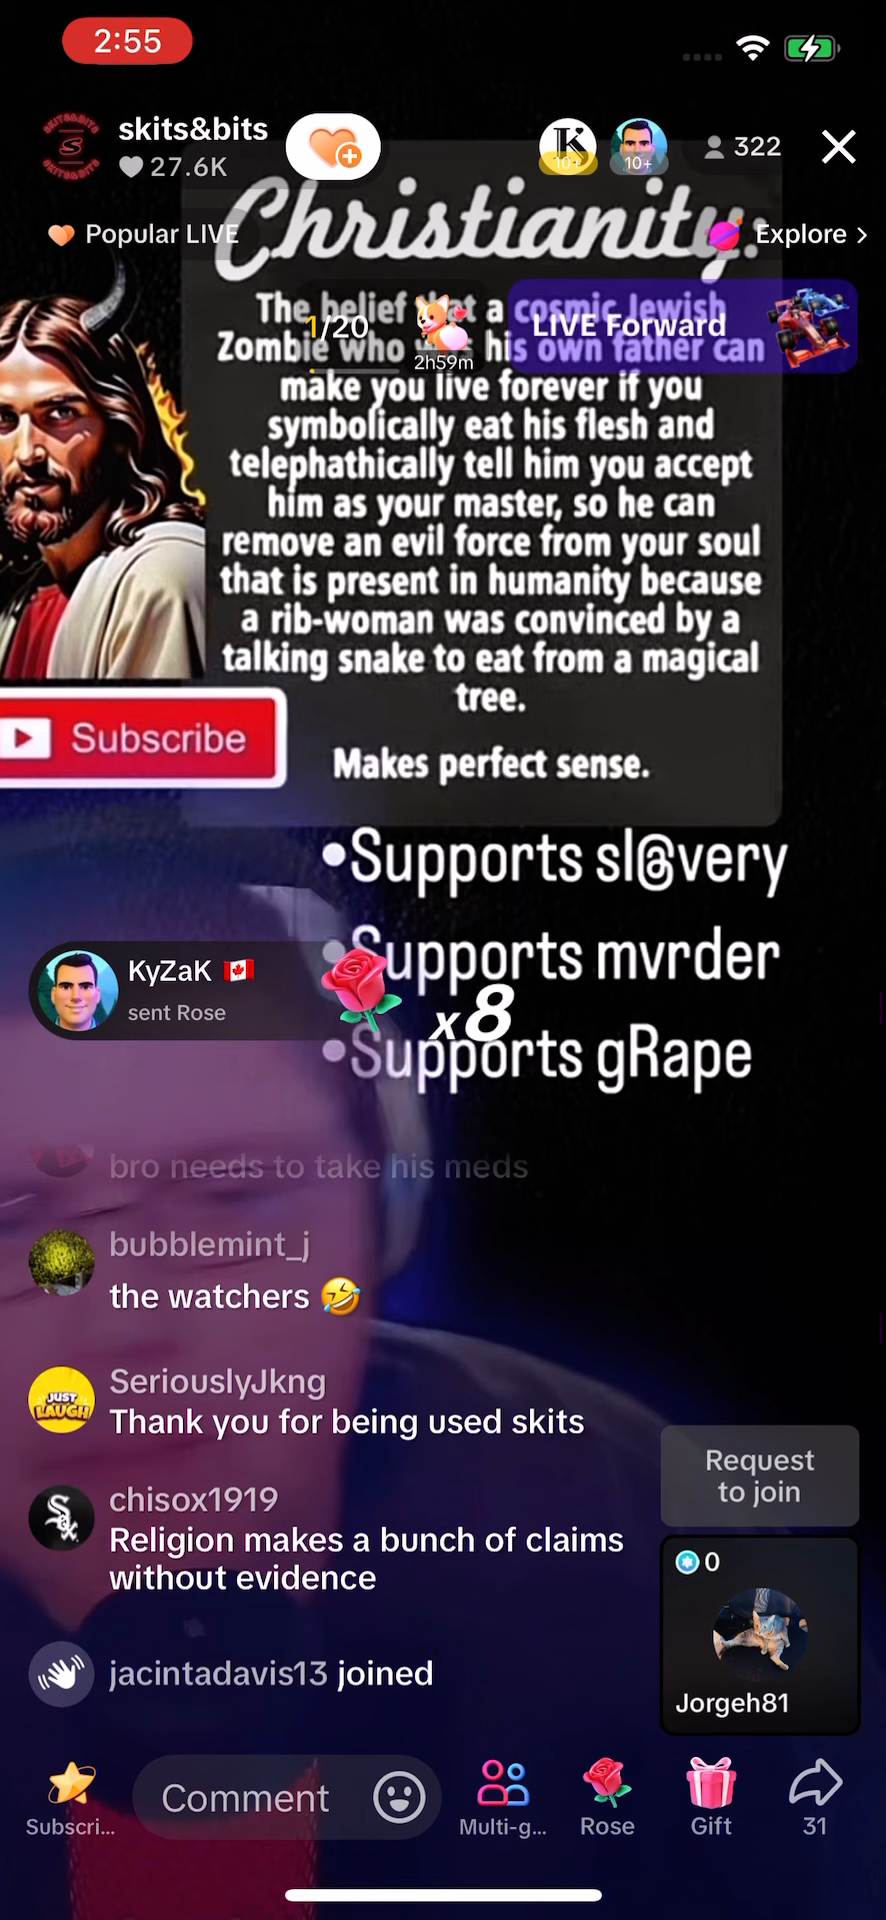 2:55
skits&bits
27.6K
10+
10+
322
Popular LIVE
Explore >
Christianity:
The belief that a cosmic Jewish
1/20
LIVE Forward
Zombie who was his own father can
2h59m
make you live forever if you
symbolically eat his flesh and
telephathically tell him you accept
him as your master, so he can
remove an evil force from your soul
that is present in humanity because
a rib-woman was convinced by a
talking snake to eat from a magical
tree.
Subscribe
Makes perfect sense.
•Supports sl@very
•Supports mvrder
KyZaK
sent Rose
x8
•Supports gRape
bro needs to take his meds
bubblemint_j
the watchers 🤣
SeriouslyJkng
JUST
LAUGH
Thank you for being used skits
Request
to join
chisox1919
Sox
Religion makes a bunch of claims
without evidence
0
jacintadavis13 joined
Jorgeh81
Comment
Subscri...
Multi-g...
Rose
Gift
31